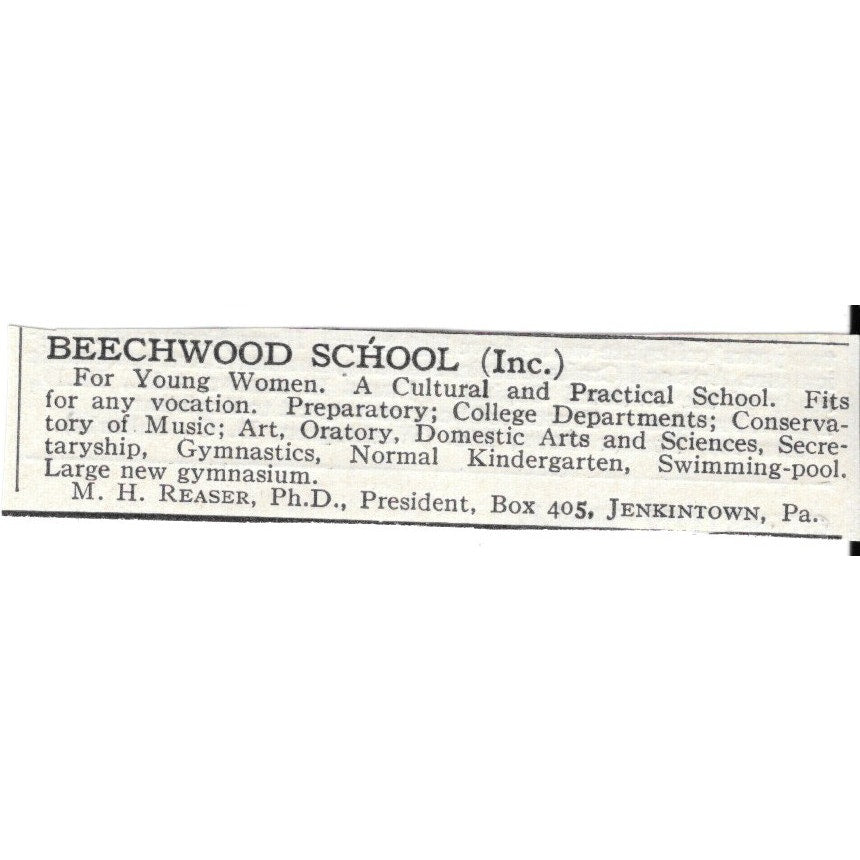 BEECHWOOD SCHOOL (Inc.)
For Young Women. A Cultural and Practical School. Fits
for any vocation. Preparatory; College Departments; Conserva-
tory of Music; Art, Oratory, Domestic Arts and Sciences, Secre-
taryship, Gymnastics, Normal Kindergarten, Swimming-pool.
Large new gymnasium.
M. H. REASER, Ph.D., President, Box 405, JENKINTOWN, Pa.